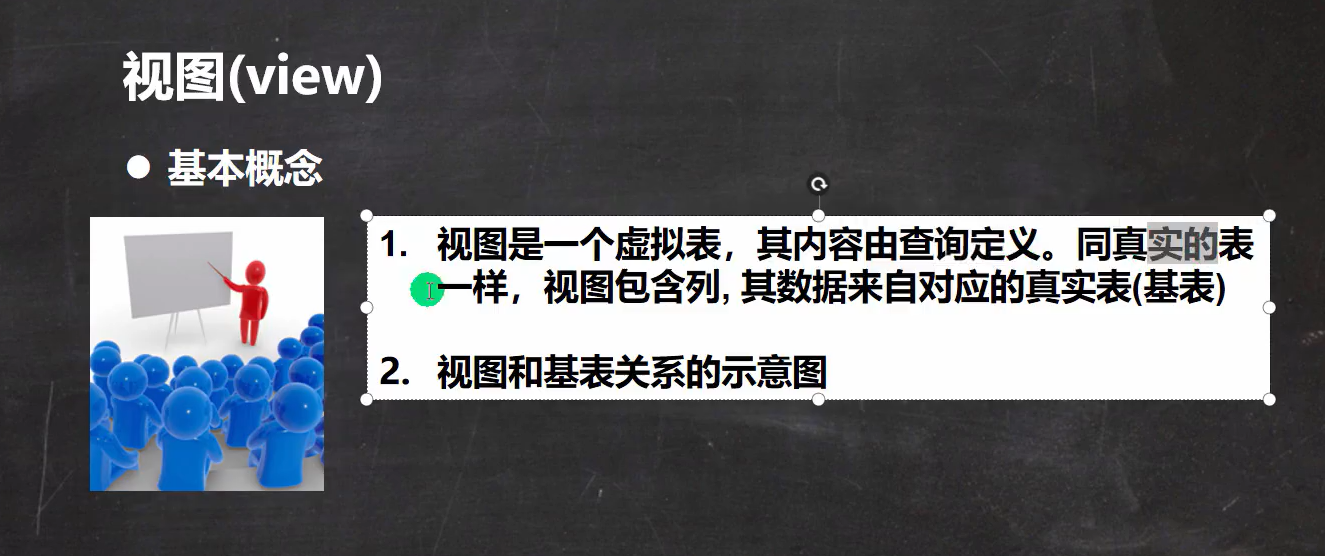 视图(view)
● 基本概念
1. 视图是一个虚拟表，其内容由查询定义。同真实的表
一样，视图包含列, 其数据来自对应的真实表(基表)
2. 视图和基表关系的示意图